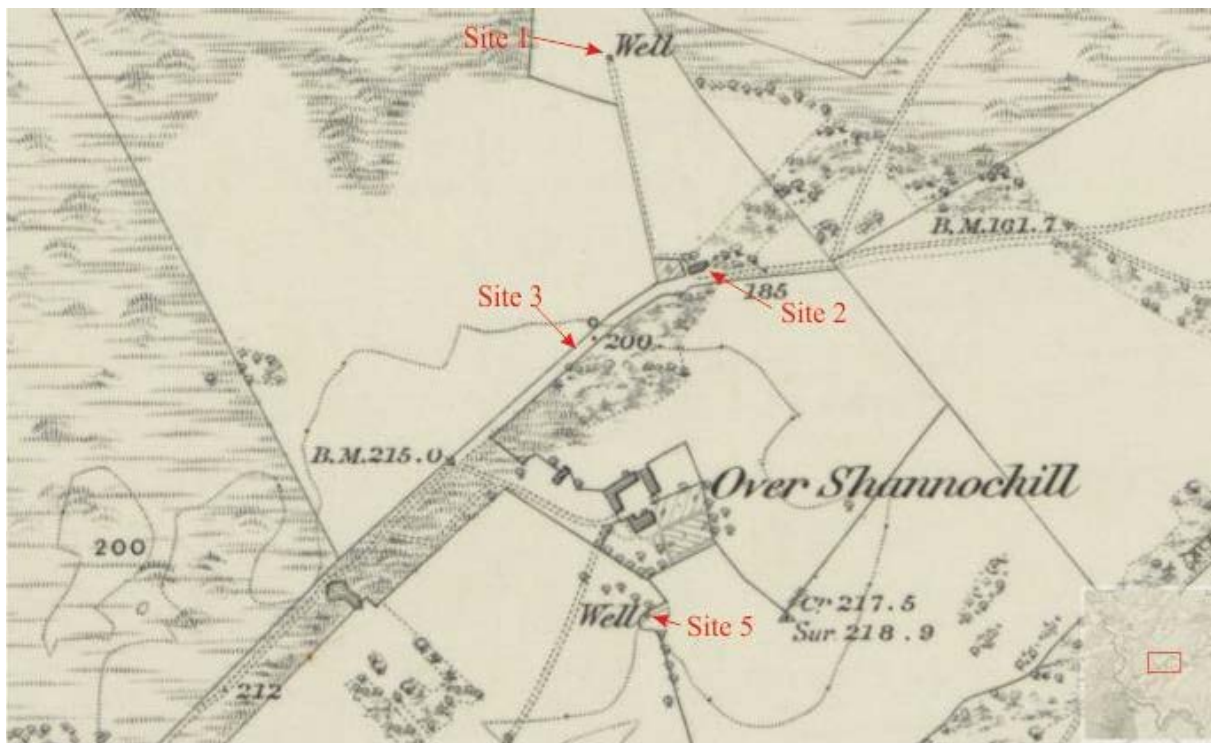 Site 1
Well
B.M.161.7
185
Site 2
Site 3
200
B.M.215.0
Over Shannochill
200
Well
Site 5
Cr 217.5
Sur 218.9
212